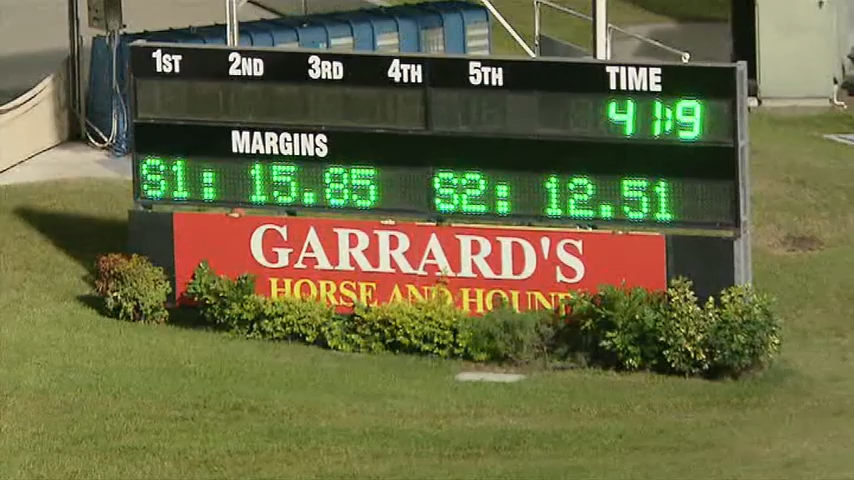 1ST 2ND 3RD 4TH 5TH TIME
MARGINS
S1: 15.85 S2: 12.51
GARRARD'S
HORSE AND HOUND